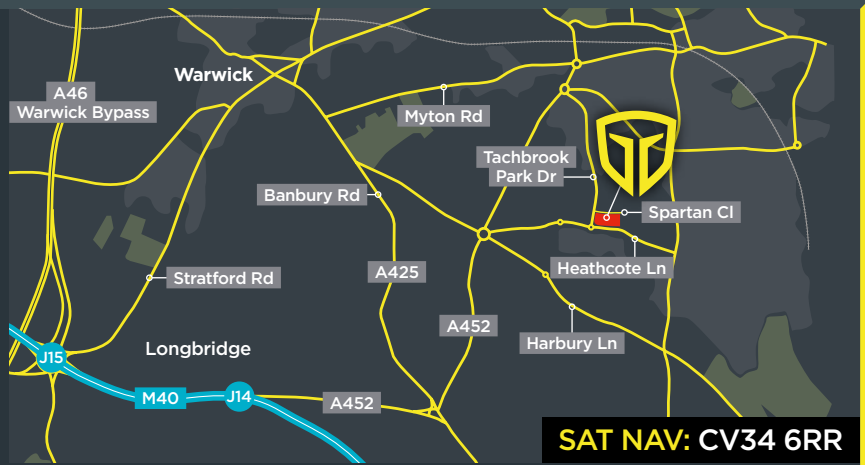 Warwick
A46
Warwick Bypass
Myton Rd
Tachbrook
Park Dr
Banbury Rd
Spartan Cl
Heathcote Ln
Stratford Rd
A425
A452
Harbury Ln
Longbridge
J15
M40
J14
A452
SAT NAV: CV34 6RR